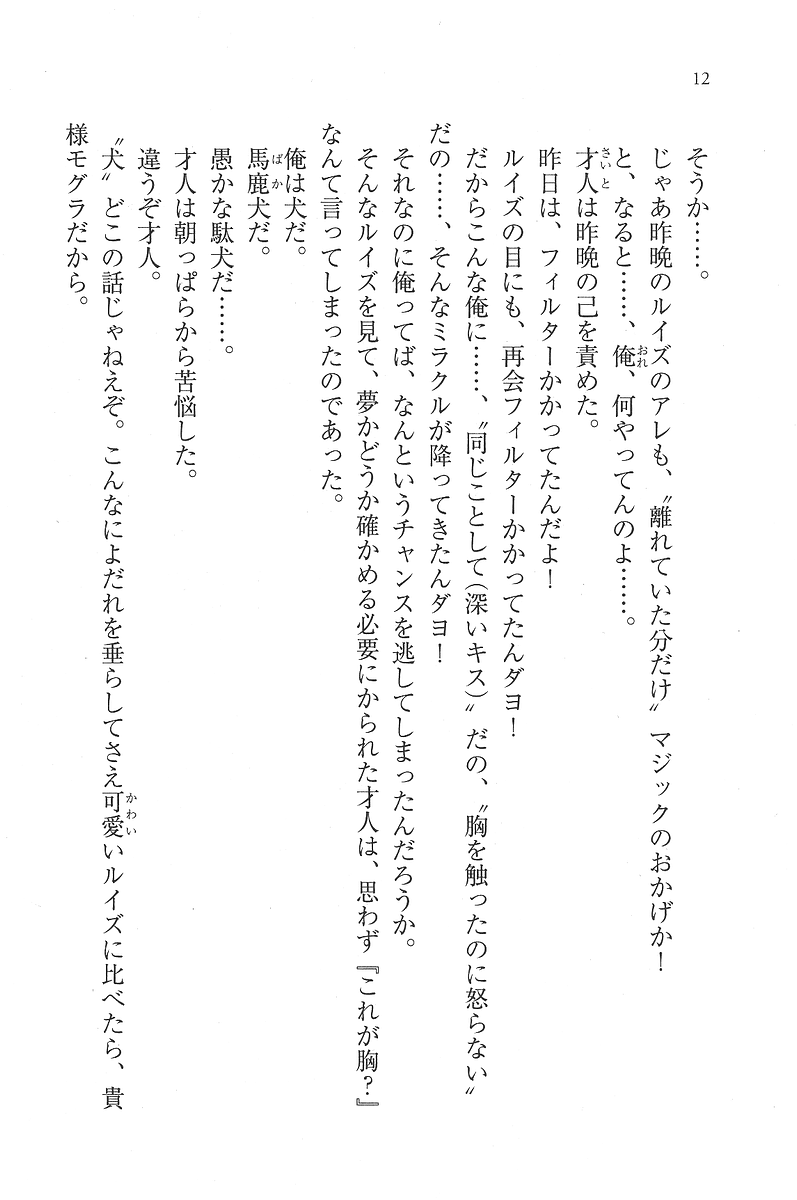 12
そうか……。
じゃあ昨晩のルイズのアレも、〝離れていた分だけ〟マジックのおかげか！
と、なると……、俺、何やってんのよ……。
才人は昨晩の己を責めた。
昨日は、フィルターかかってたんだよ！
ルイズの目にも、再会フィルターかかってたんダヨ！
だからこんな俺に……、〝同じことして（深いキス）〟だの、〝胸を触ったのに怒らない〟
だの……、そんなミラクルが降ってきたんダヨ！
それなのに俺ってば、なんというチャンスを逃してしまったんだろうか。
そんなルイズを見て、夢かどうか確かめる必要にかられた才人は、思わず『これが胸？』
なんて言ってしまったのであった。
俺は犬だ。
馬鹿犬だ。
愚かな駄犬だ……。
才人は朝っぱらから苦悩した。
違うぞ才人。
〝犬〟どこの話じゃねえぞ。こんなによだれを垂らしてさえ可愛いルイズに比べたら、貴
様モグラだから。